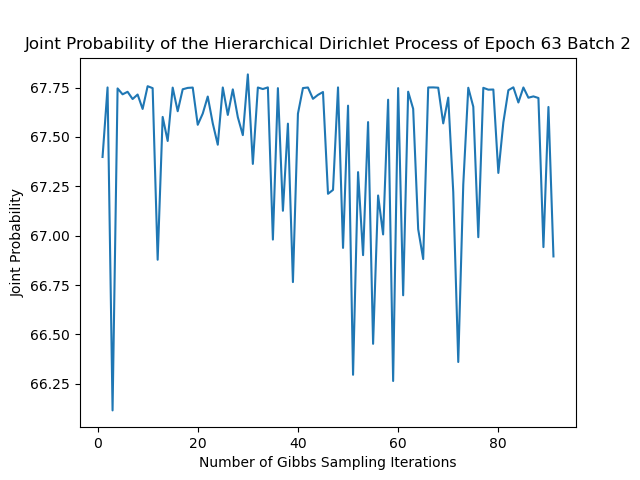 Joint Probability of the Hierarchical Dirichlet Process of Epoch 63 Batch 2
67.75
67.50
67.25
67.00
66.75
66.50
66.25
Joint Probability
0 20 40 60 80
Number of Gibbs Sampling Iterations